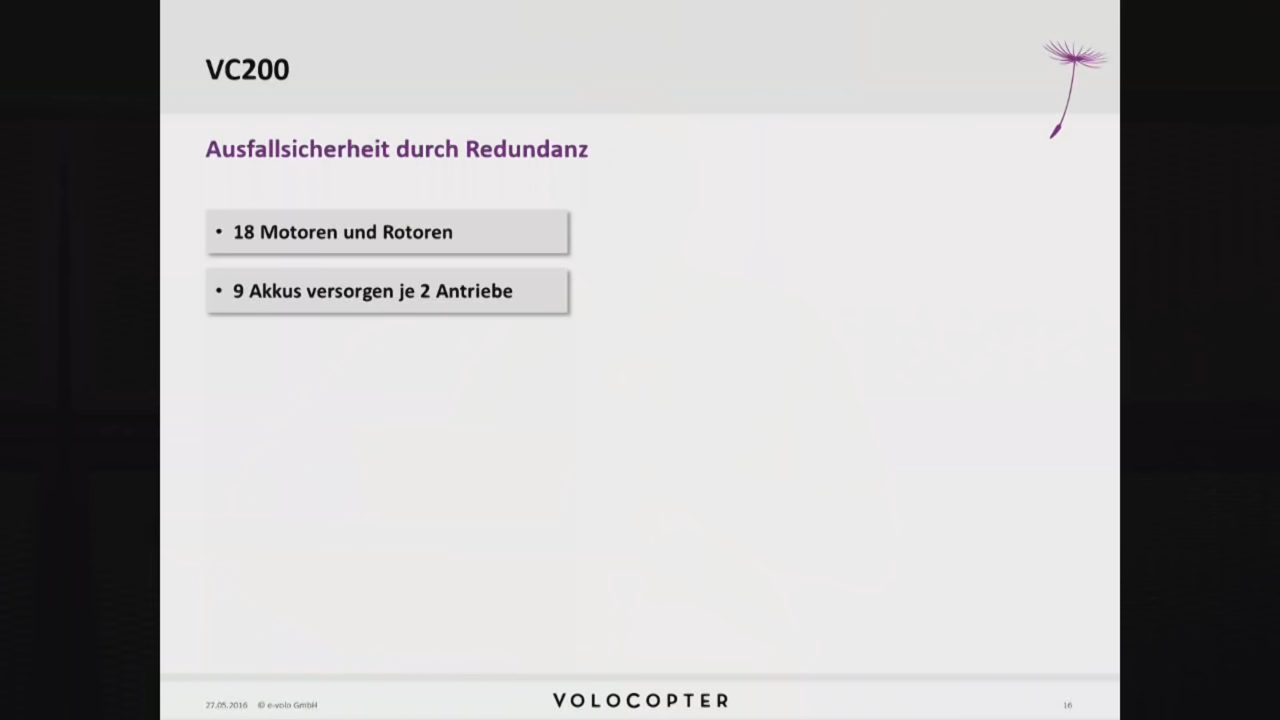 VC200
Ausfallsicherheit durch Redundanz
• 18 Motoren und Rotoren
• 9 Akkus versorgen je 2 Antriebe
27.05.2016 © e-volo GmbH
VOLOCOPTER
16